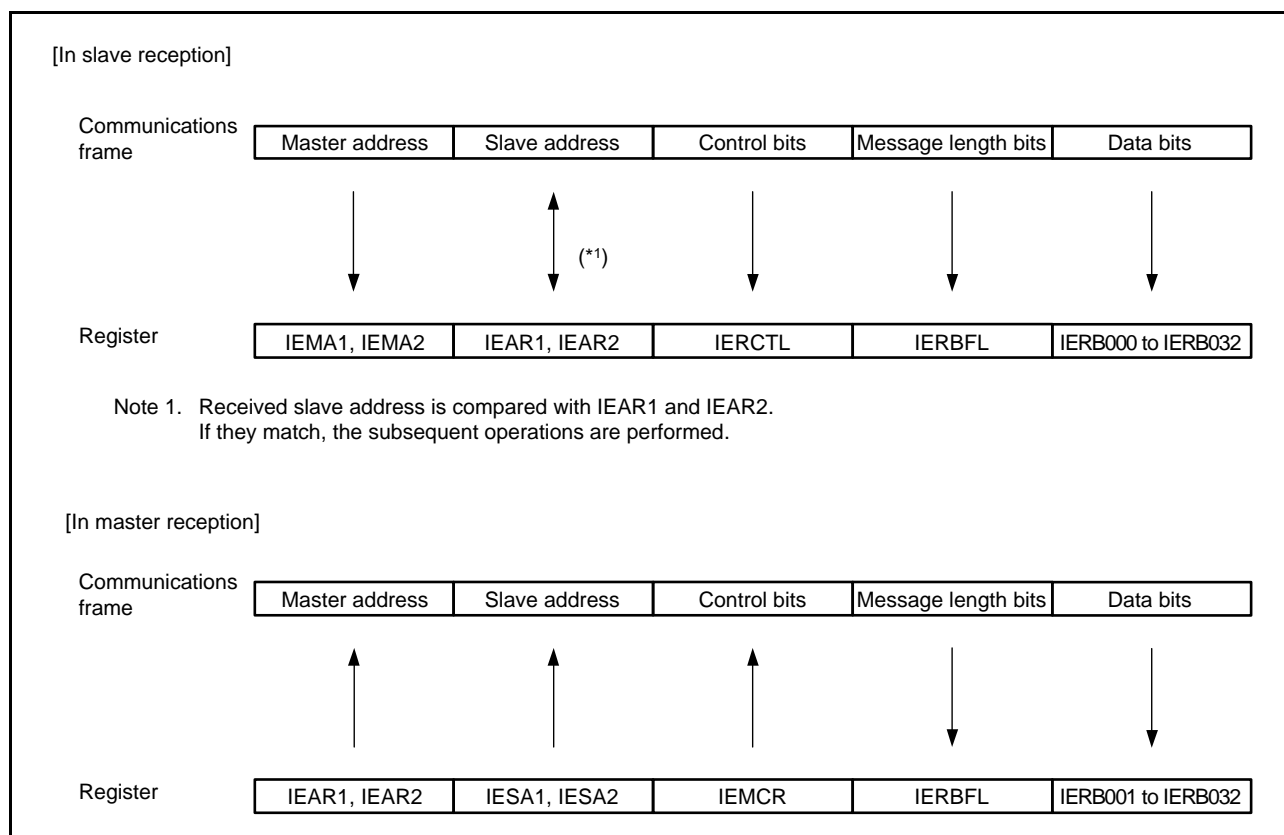 [In slave reception]
Communications
frame
Master address Slave address Control bits Message length bits Data bits
(*1)
Register IEMA1, IEMA2 IEAR1, IEAR2 IERCTL IERBFL IERB000 to IERB032
Note 1. Received slave address is compared with IEAR1 and IEAR2.
If they match, the subsequent operations are performed.
[In master reception]
Communications
frame
Master address Slave address Control bits Message length bits Data bits
Register IEAR1, IEAR2 IESA1, IESA2 IEMCR IERBFL IERB001 to IERB032